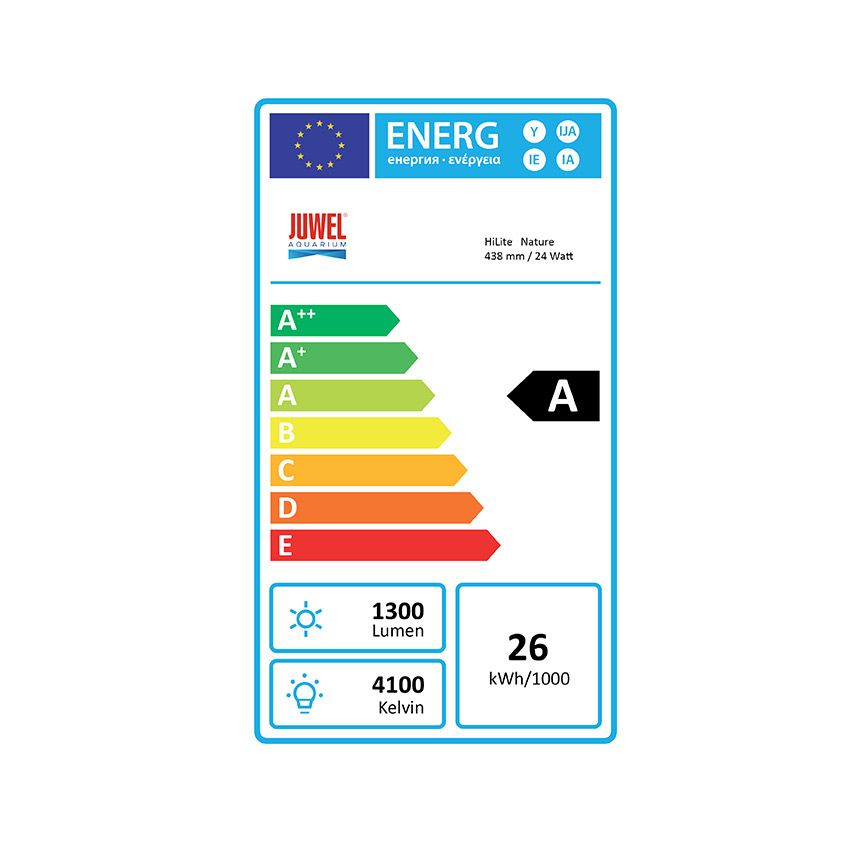 ENERG
енергия · ενέργεια
Y IJA
IE IA
JUWEL®
AQUARIUM
HiLite Nature
438 mm / 24 Watt
A++
A+
A
B
C
D
E
A
1300
Lumen
4100
Kelvin
26
kWh/1000